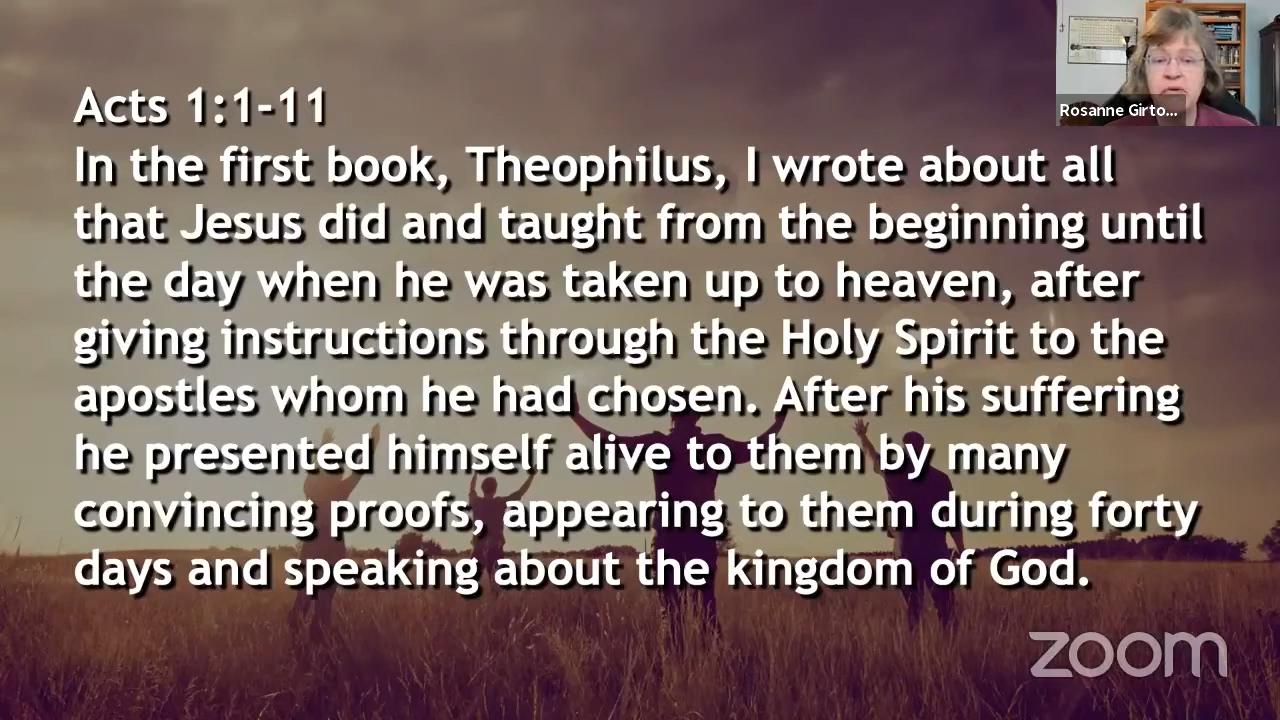 Acts 1:1-11
In the first book, Theophilus, I wrote about all
that Jesus did and taught from the beginning until
the day when he was taken up to heaven, after
giving instructions through the Holy Spirit to the
apostles whom he had chosen. After his suffering
he presented himself alive to them by many
convincing proofs, appearing to them during forty
days and speaking about the kingdom of God.
Rosanne Girto...
zoom